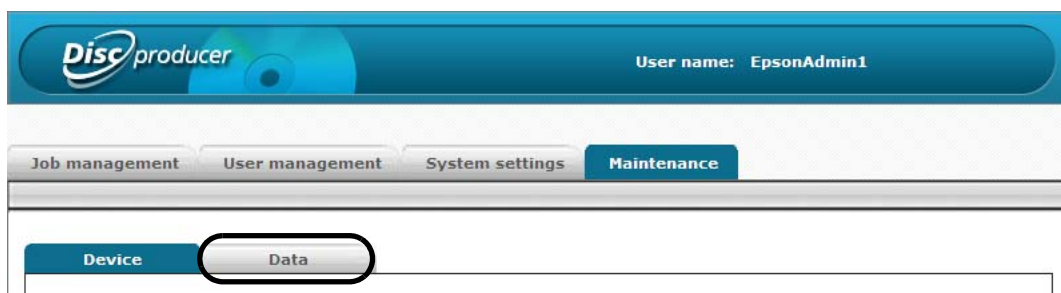 Disc producer
User name: EpsonAdmin1
Job management User management System settings Maintenance
Device Data